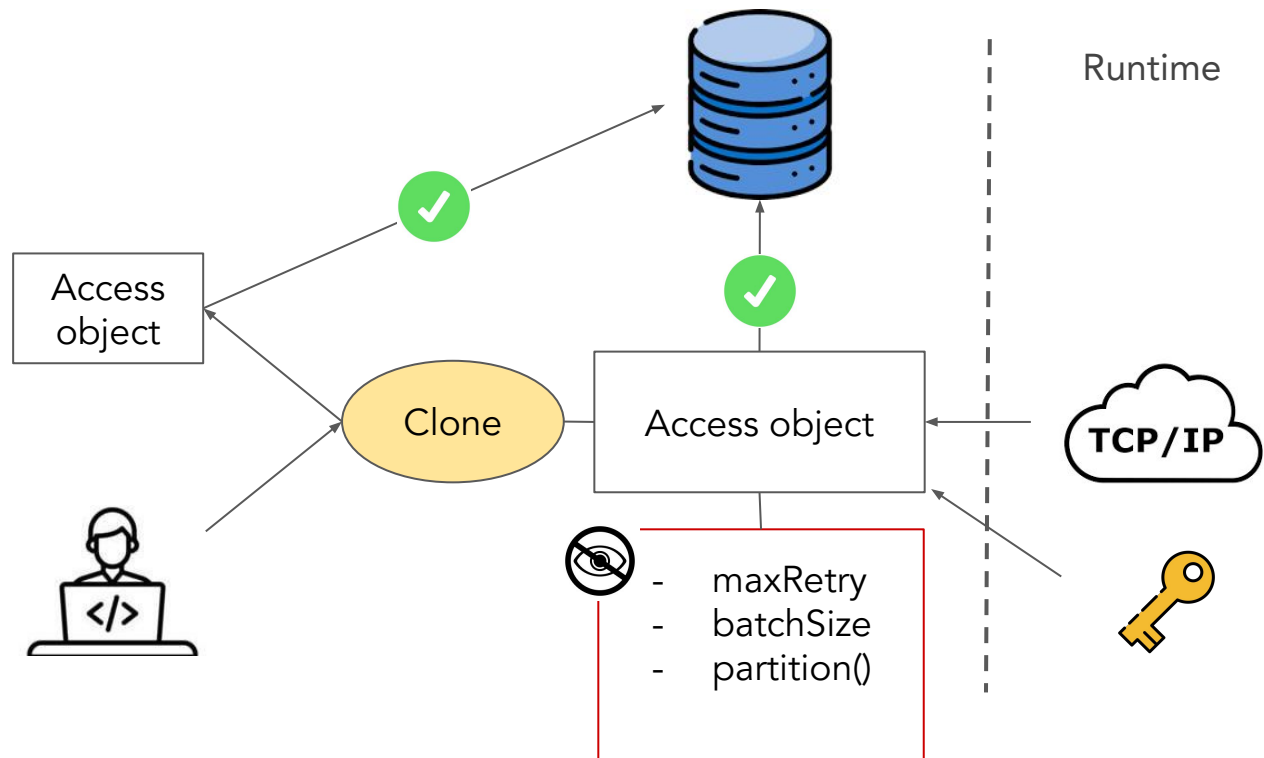 Runtime
Access
object
Clone
Access object
TCP/IP
</>
- maxRetry
- batchSize
- partition()